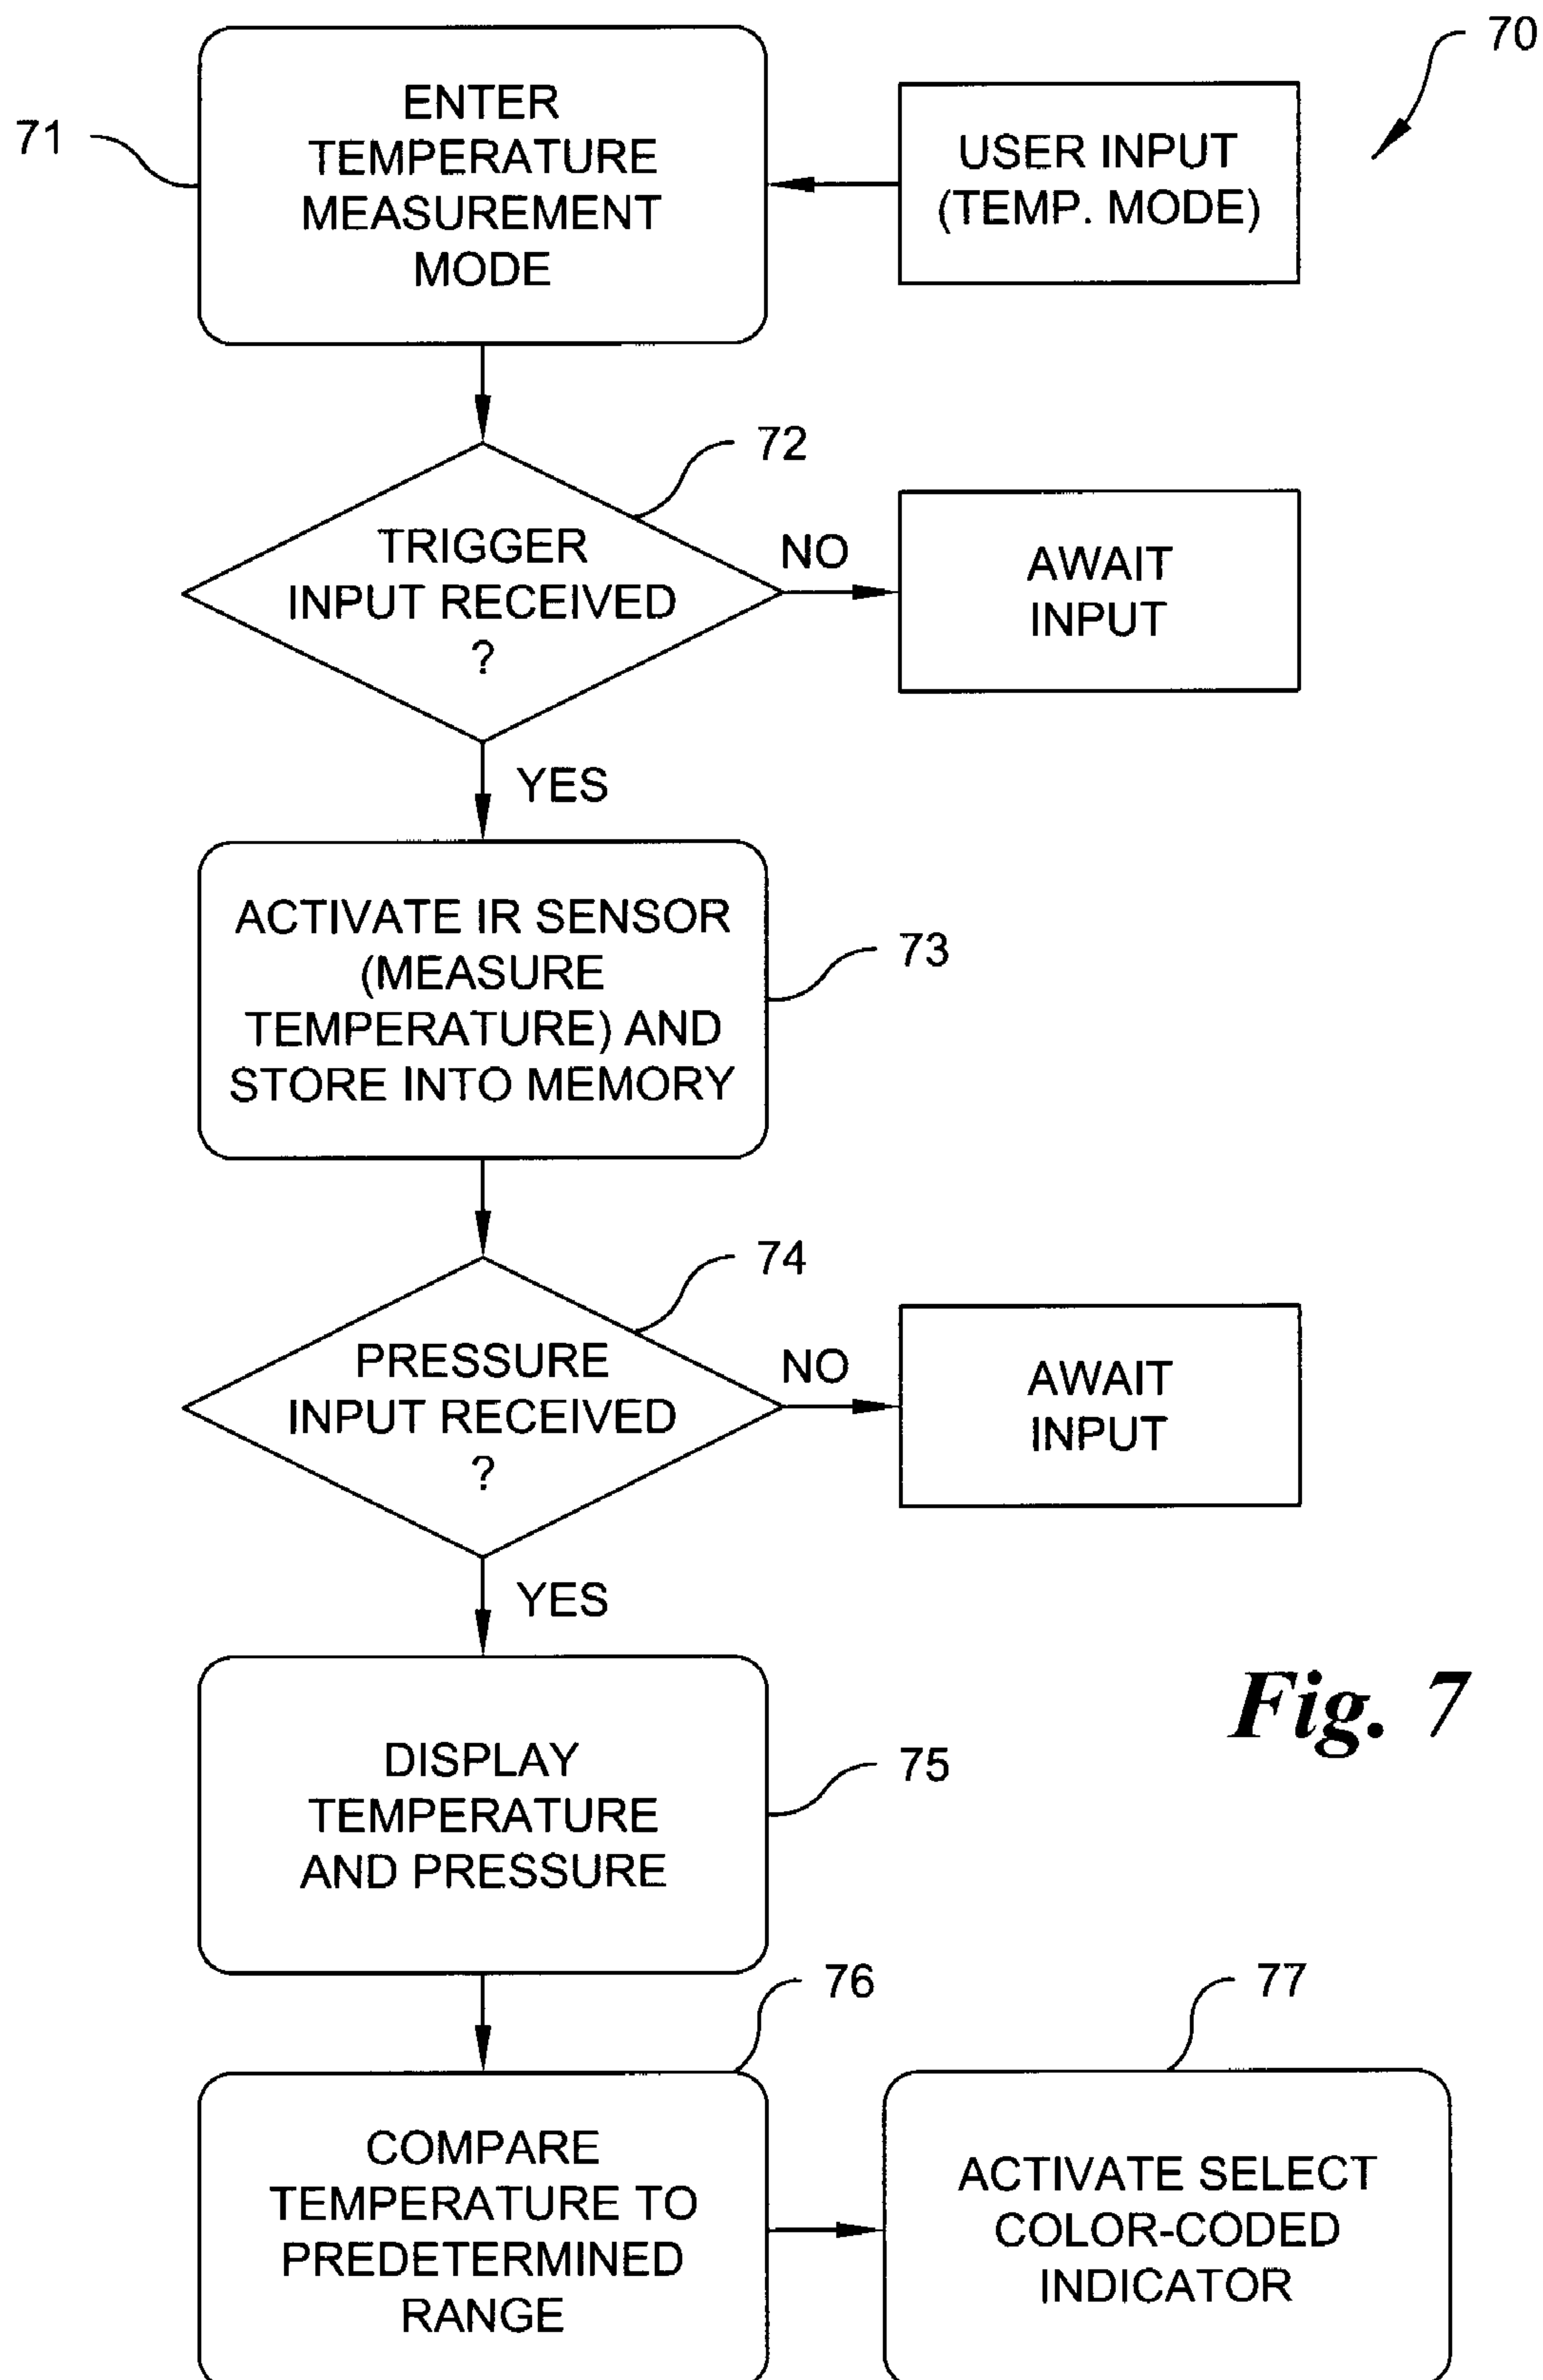 70
71
ENTER
TEMPERATURE
MEASUREMENT
MODE
USER INPUT
(TEMP. MODE)
72
TRIGGER
INPUT RECEIVED
?
NO
AWAIT
INPUT
YES
ACTIVATE IR SENSOR
(MEASURE
TEMPERATURE) AND
STORE INTO MEMORY
73
74
PRESSURE
INPUT RECEIVED
?
NO
AWAIT
INPUT
YES
DISPLAY
TEMPERATURE
AND PRESSURE
75
Fig. 7
76
COMPARE
TEMPERATURE TO
PREDETERMINED
RANGE
77
ACTIVATE SELECT
COLOR-CODED
INDICATOR